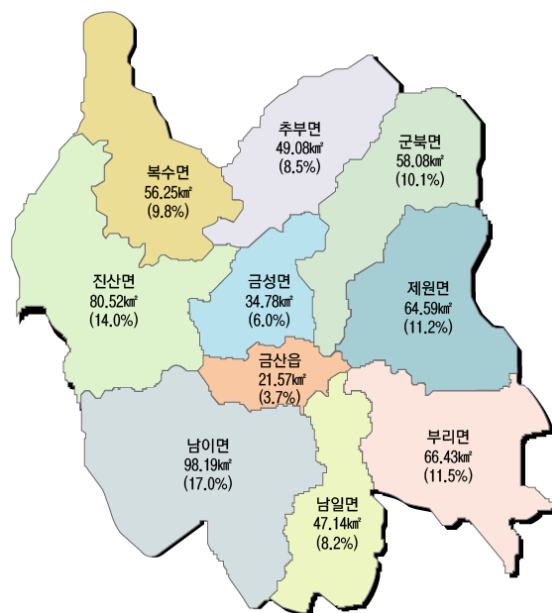 추부면
49.08㎢
(8.5%)
군북면
58.08㎢
(10.1%)
복수면
56.25㎢
(9.8%)
진산면
80.52㎢
(14.0%)
금성면
34.78㎢
(6.0%)
제원면
64.59㎢
(11.2%)
금산읍
21.57㎢
(3.7%)
남이면
98.19㎢
(17.0%)
부리면
66.43㎢
(11.5%)
남일면
47.14㎢
(8.2%)